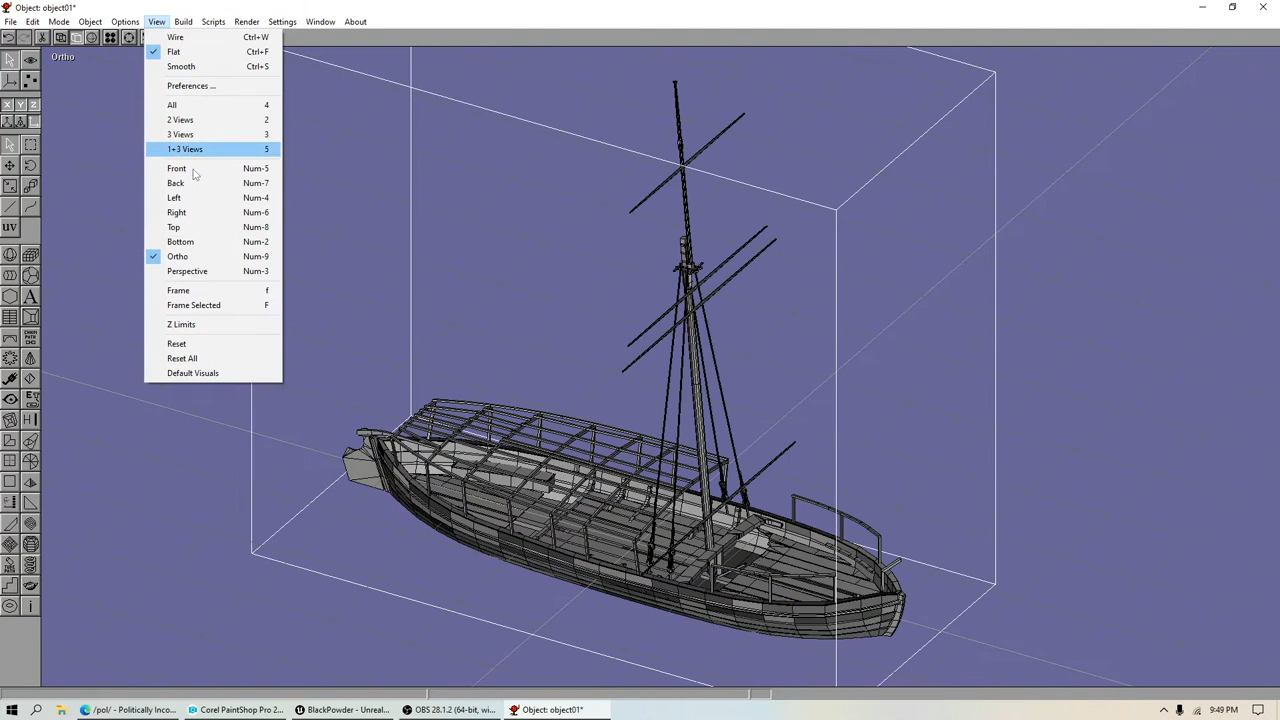 Object: object01*
File Edit Mode Object Options View Build Scripts Render Settings Window About
Ortho
Wire Ctrl+W
Flat Ctrl+F
Smooth Ctrl+S
Preferences ...
All 4
2 Views 2
3 Views 3
1+3 Views 5
Front Num-5
Back Num-7
Left Num-4
Right Num-6
Top Num-8
Bottom Num-2
Ortho Num-9
Perspective Num-3
Frame f
Frame Selected F
Z Limits
Reset
Reset All
Default Visuals
X Y Z
uv
A
/pol/ - Politically Inco...
Corel PaintShop Pro 2...
BlackPowder - Unreal...
OBS 28.1.2 (64-bit, wi...
Object: object01*
9:49 PM